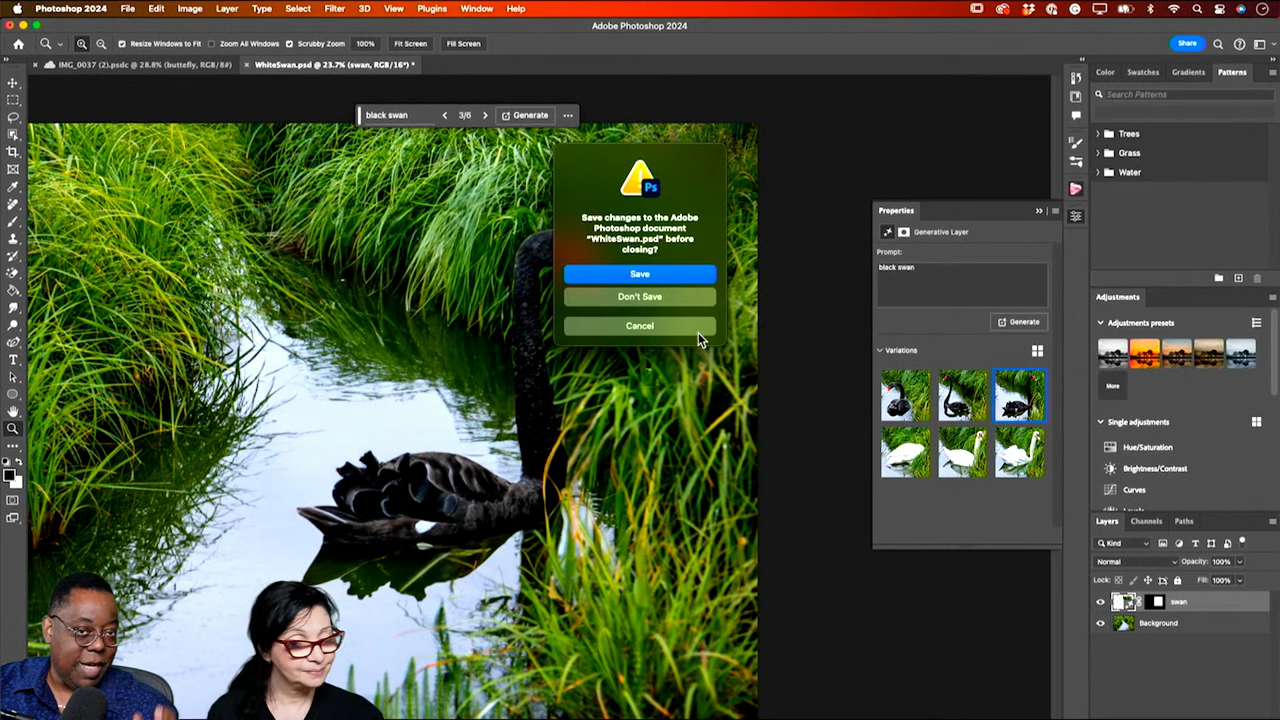 Photoshop 2024 File Edit Image Layer Type Select Filter 3D View Plugins Window Help
Adobe Photoshop 2024
Resize Windows to Fit Zoom All Windows Scrubby Zoom 100% Fit Screen Fill Screen Share
× IMG_0037 (2).psdc @ 28.8% (buttefly, RGB/8#) × WhiteSwan.psd @ 23.7% (swan, RGB/16*) *
Color Swatches Gradients Patterns
Search Patterns
black swan 3/6 Generate
Trees
Grass
Water
Ps
Save changes to the Adobe
Photoshop document
“WhiteSwan.psd” before
closing?
Save
Don't Save
Cancel
Properties
Generative Layer
Prompt:
black swan
Generate
Variations
Adjustments
Adjustments presets
More
Single adjustments
Hue/Saturation
Brightness/Contrast
Curves
Layers Channels Paths
Kind
Normal Opacity: 100%
Lock: Fill: 100%
swan
Background